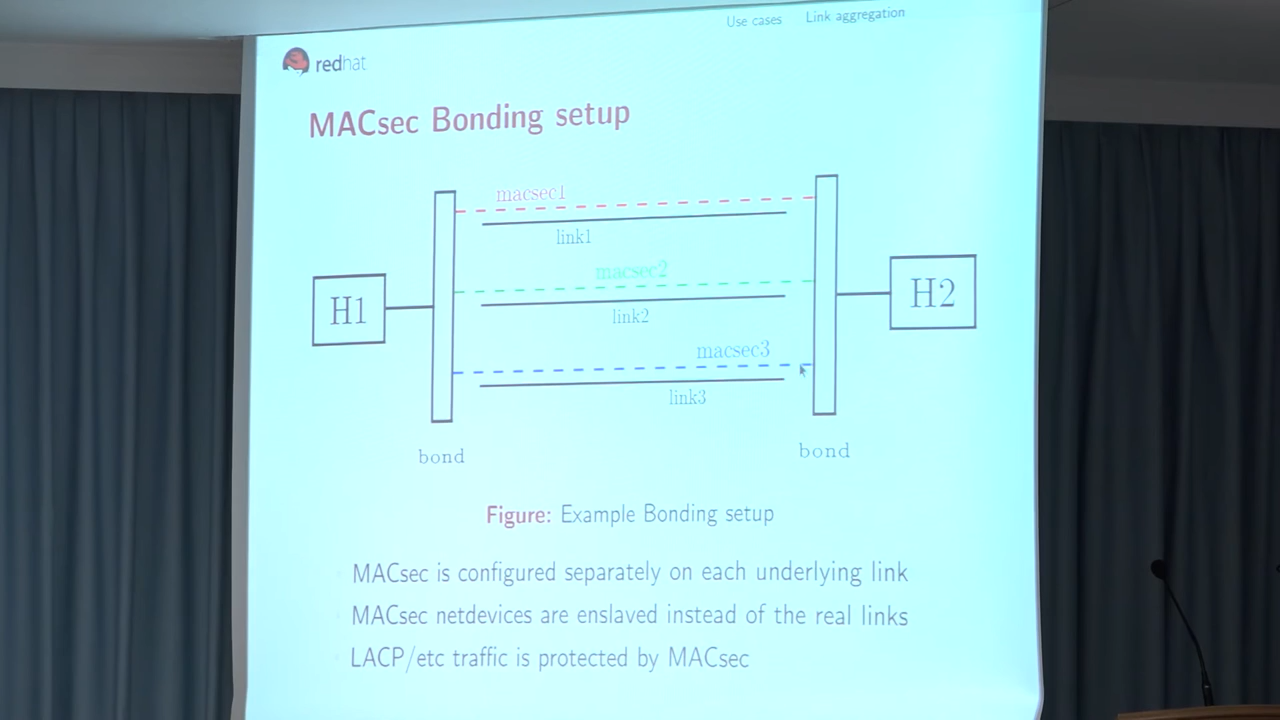 Use cases Link aggregation
redhat
MACsec Bonding setup
macsec1
link1
macsec2
H1
H2
link2
macsec3
link3
bond
bond
Figure: Example Bonding setup
MACsec is configured separately on each underlying link
MACsec netdevices are enslaved instead of the real links
LACP/etc traffic is protected by MACsec